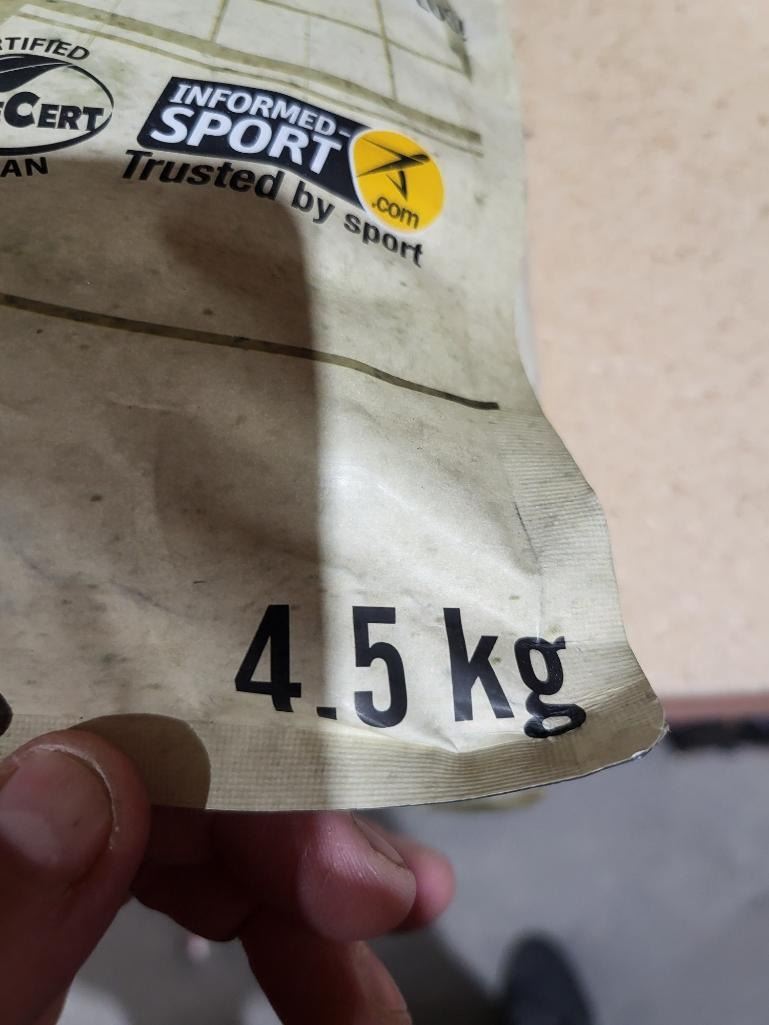 RTIFIED
CERT
AN
INFORMED-
SPORT
.com
Trusted by sport
4.5 kg